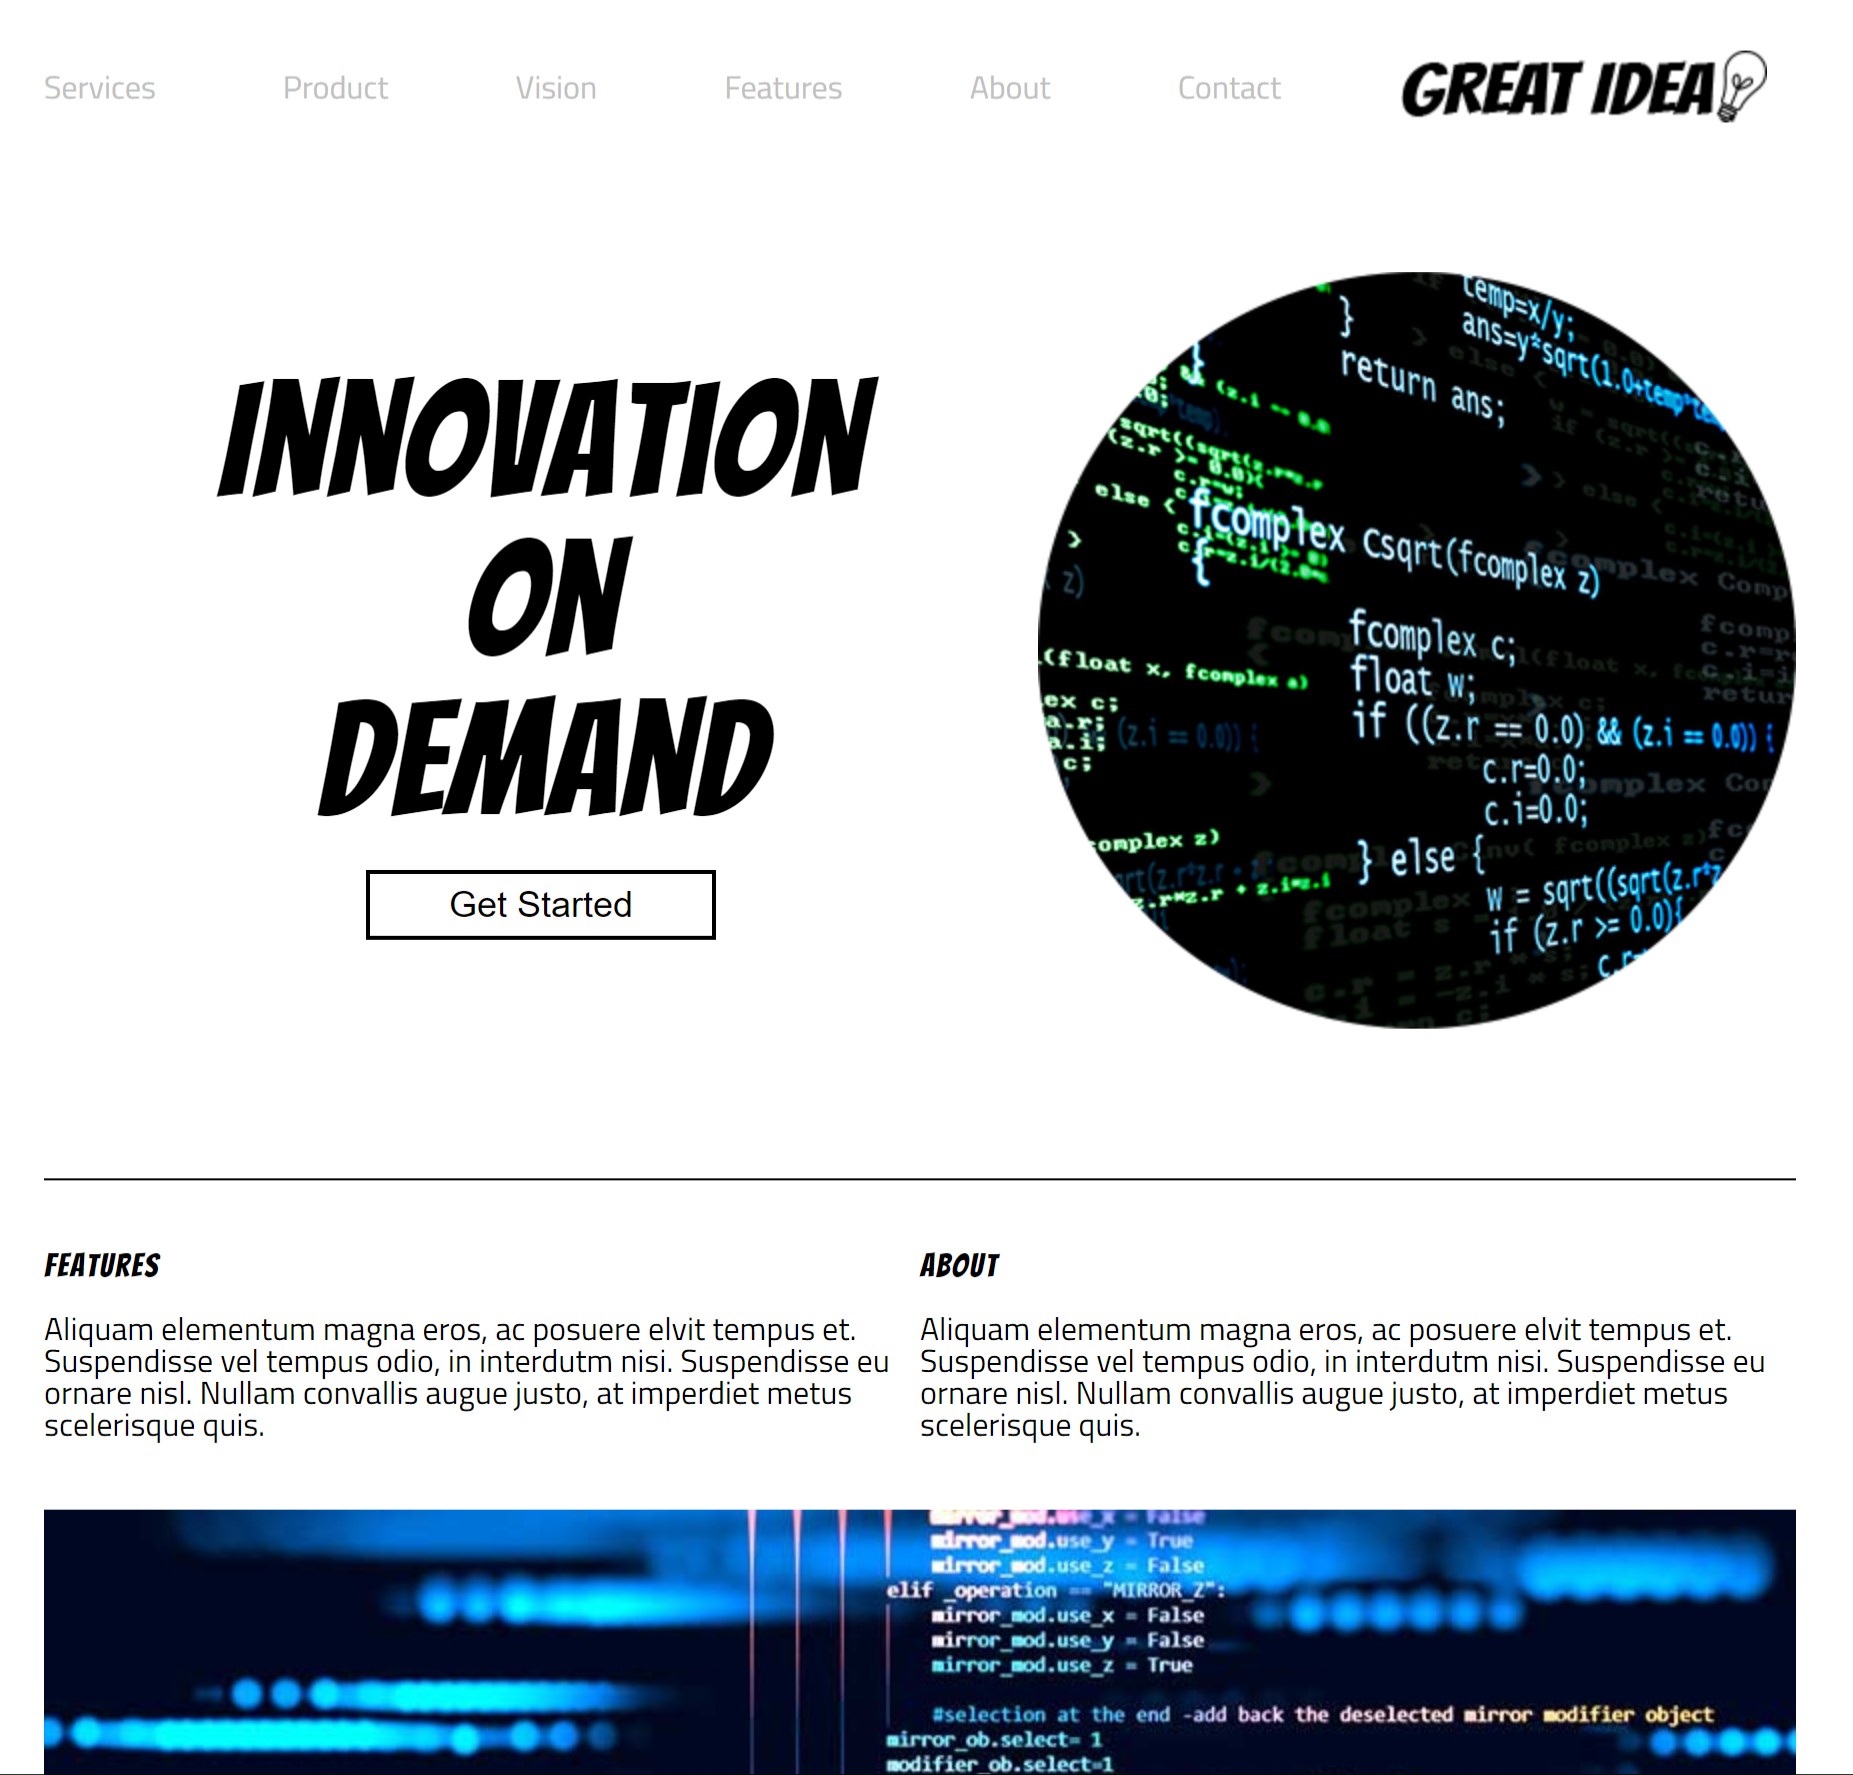 Services Product Vision Features About Contact GREAT IDEA
INNOVATION
ON
DEMAND
Get Started
temp=x/y;
}
ans=y*sqrt(1.0+temp*te
return ans;
fcomplex Csqrt(fcomplex z)
{
fcomplex c;
float w;
if ((z.r == 0.0) && (z.i == 0.0)) {
c.r=0.0;
c.i=0.0;
} else {
w = sqrt((sqrt(z.r*z
if (z.r >= 0.0){
(float x, fcomplex a)
complex z)
z.r*z.r + z.i*z.i
FEATURES
Aliquam elementum magna eros, ac posuere elvit tempus et.
Suspendisse vel tempus odio, in interdutm nisi. Suspendisse eu
ornare nisl. Nullam convallis augue justo, at imperdiet metus
scelerisque quis.
ABOUT
Aliquam elementum magna eros, ac posuere elvit tempus et.
Suspendisse vel tempus odio, in interdutm nisi. Suspendisse eu
ornare nisl. Nullam convallis augue justo, at imperdiet metus
scelerisque quis.
mirror_mod.use_x = False
mirror_mod.use_y = True
mirror_mod.use_z = False
elif _operation == "MIRROR_Z":
mirror_mod.use_x = False
mirror_mod.use_y = False
mirror_mod.use_z = True
#selection at the end -add back the deselected mirror modifier object
mirror_ob.select= 1
modifier_ob.select=1